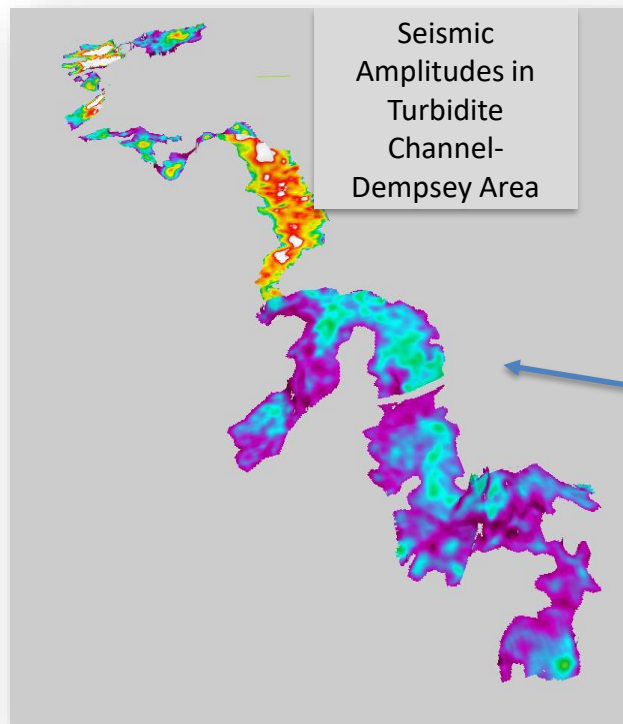 Seismic
Amplitudes in
Turbidite
Channel-
Dempsey Area